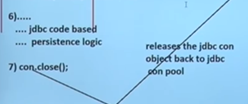 6).....
.... jdbc code based
.... persistence logic
releases the jdbc con
object back to jdbc
con pool
7) con.close();